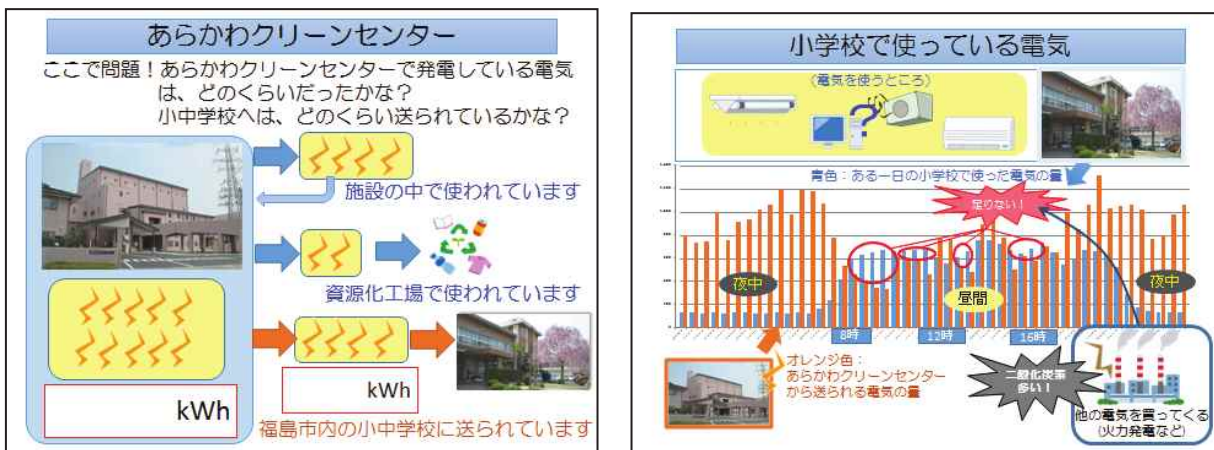 あらかわクリーンセンター
ここで問題！あらかわクリーンセンターで発電している電気
は、どのくらいだったかな？
小中学校へは、どのくらい送られているかな？
施設の中で使われています
資源化工場で使われています
kWh
kWh
福島市内の小中学校に送られています
小学校で使っている電気
(電気を使うところ)
青色：ある一日の小学校で使った電気の量
足りない！
夜中
昼間
夜中
8時
12時
16時
オレンジ色：
あらかわクリーンセンター
から送られる電気の量
二酸化炭素
多い！
他の電気を買ってくる
(火力発電など)